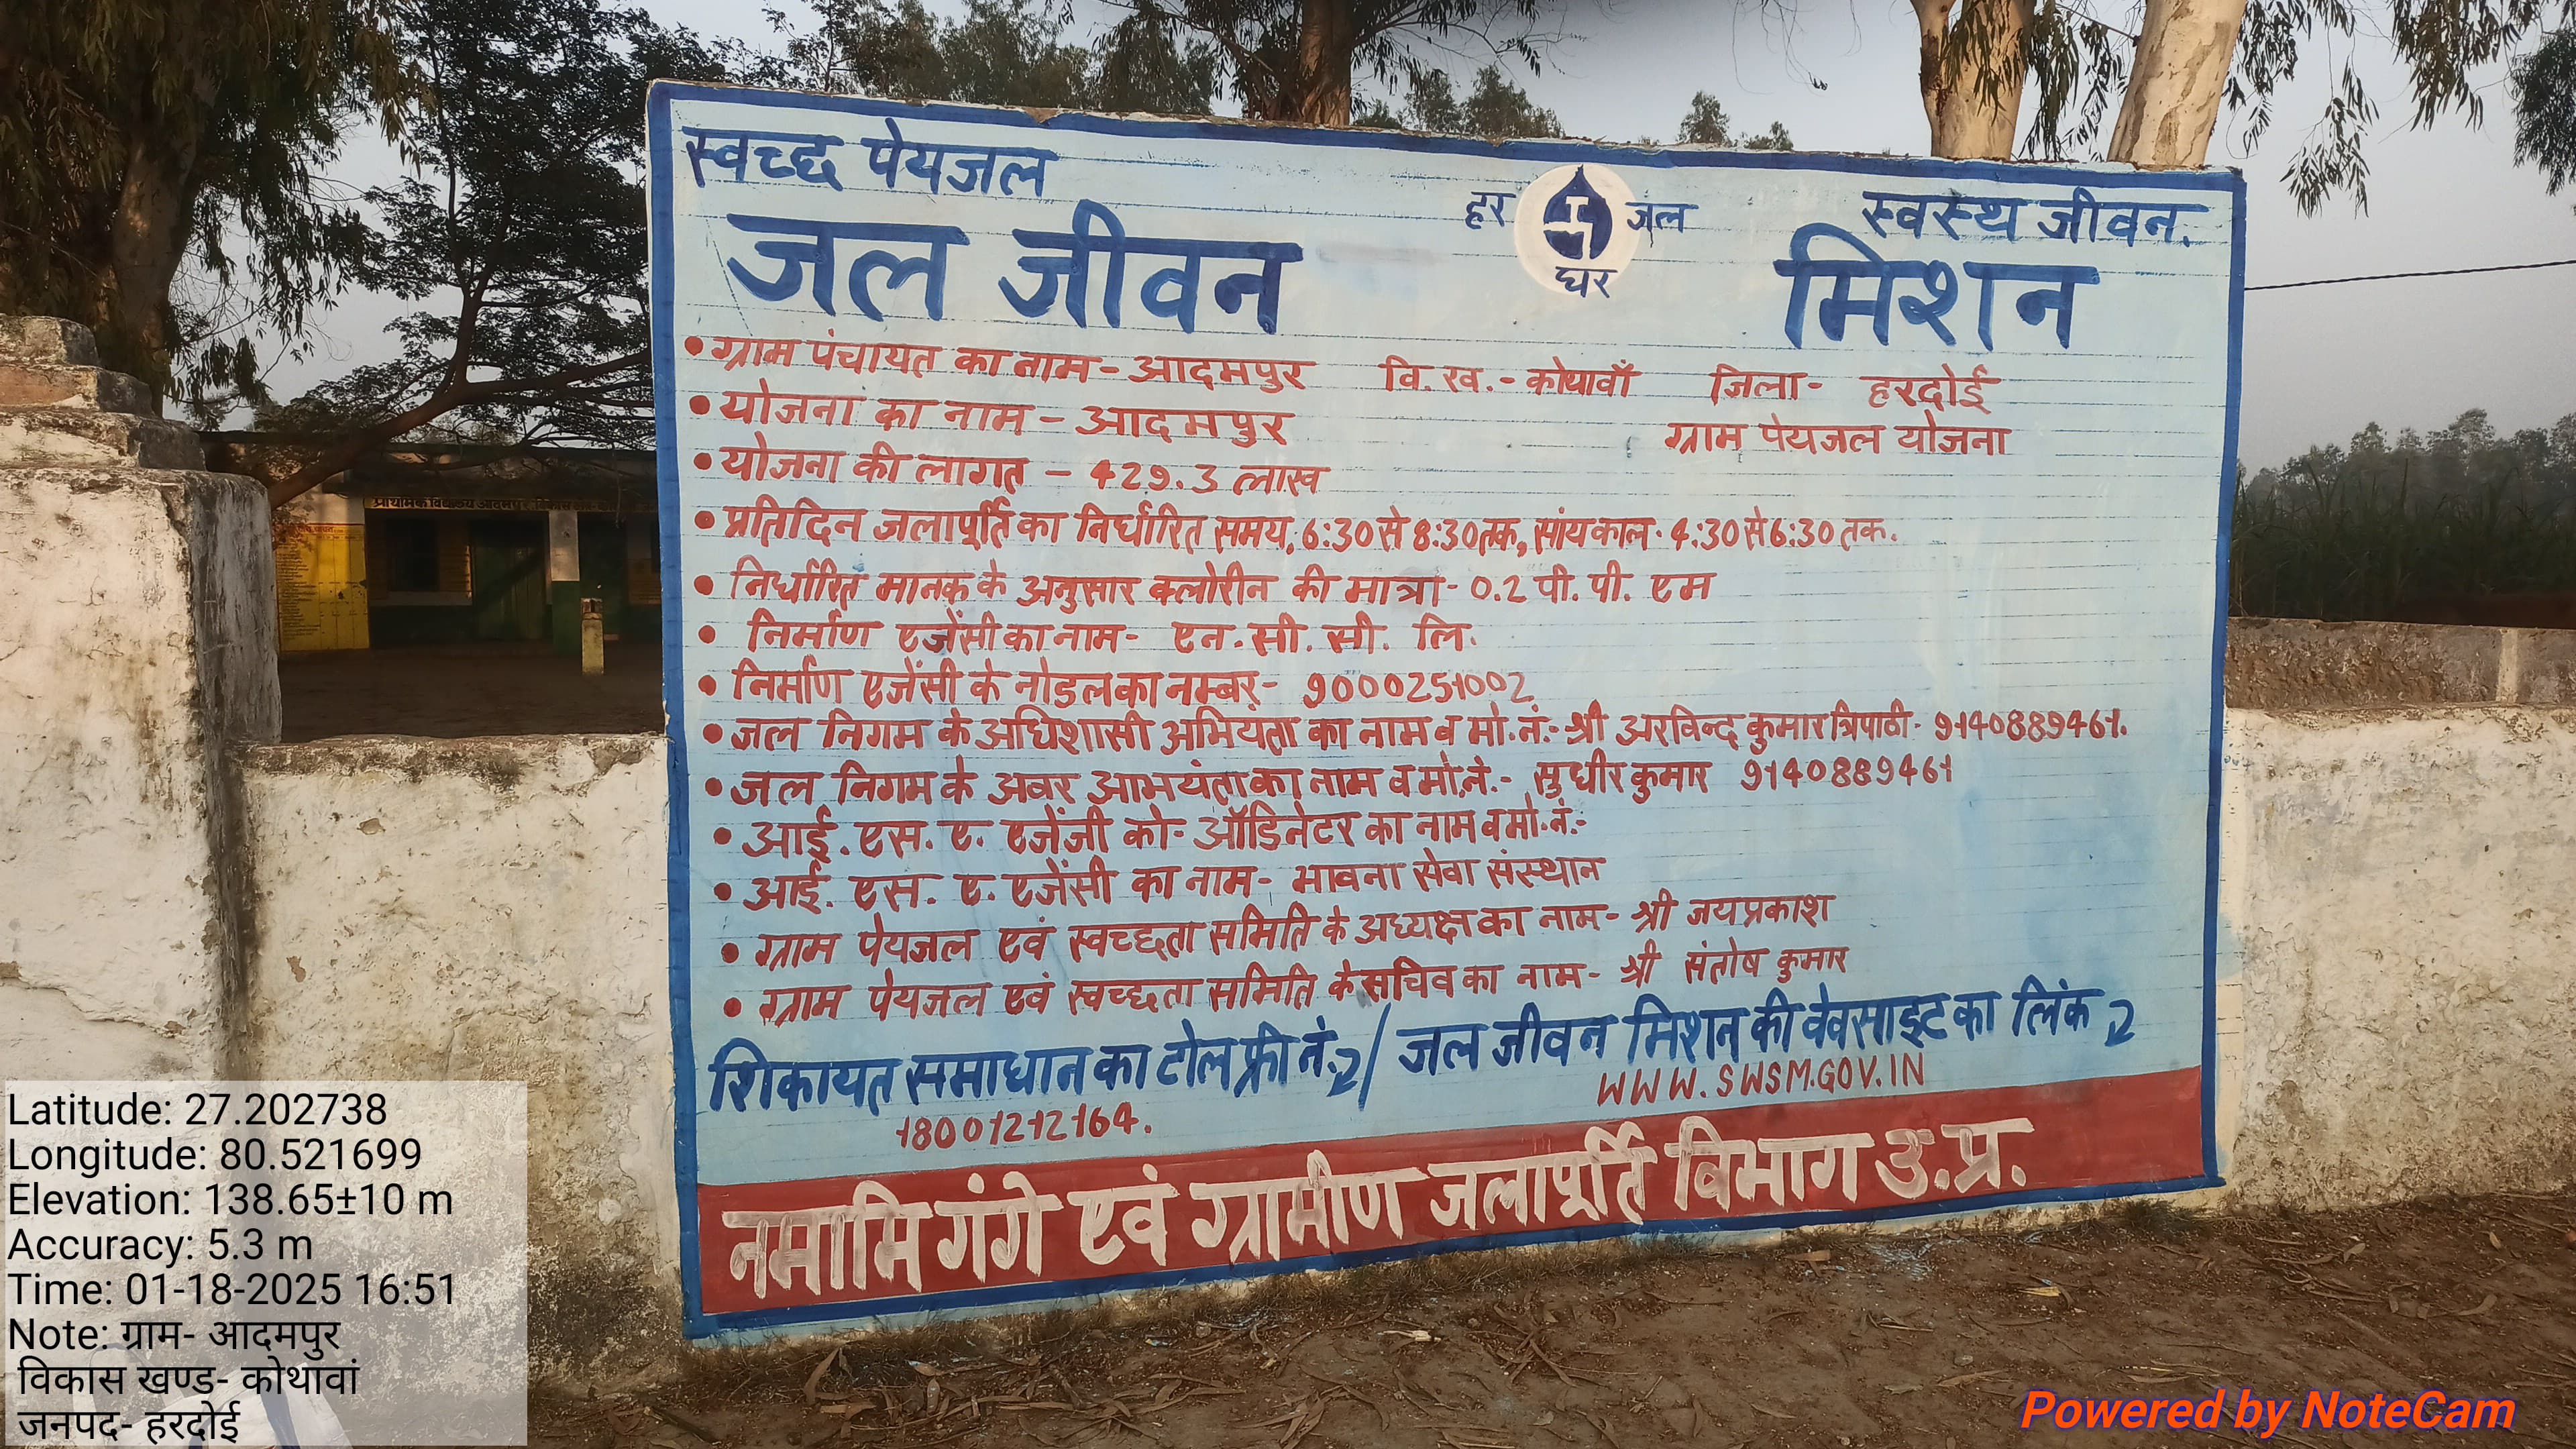 स्वच्छ पेयजल
हर जल
घर
स्वस्थ जीवन.
जल जीवन मिशन
• ग्राम पंचायत का नाम - आदमपुर वि. ख. - कोथावाँ जिला - हरदोई
• योजना का नाम - आदमपुर ग्राम पेयजल योजना
• योजना की लागत - 429.3 लाख
• प्रतिदिन जलापूर्ति का निर्धारित समय, 6:30 से 8:30 तक, सांयकाल. 4:30 से 6:30 तक.
• निर्धारित मानक के अनुसार क्लोरीन की मात्रा - 0.2 पी. पी. एम
• निर्माण एजेंसी का नाम - एन. सी. सी. लि.
• निर्माण एजेंसी के नोडल का नम्बर - 9000251002
• जल निगम के अधिशासी अभियता का नाम व मो. नं.- श्री अरविन्द कुमार त्रिपाठी - 9140889461.
• जल निगम के अवर आभयंता का नाम व मो.नं.- सुधीर कुमार 9140889461
• आई. एस. ए. एजेंजी को- ऑडिनेटर का नाम व मो. नं.-
• आई. एस. ए. एजेंसी का नाम - भावना सेवा संस्थान
• ग्राम पेयजल एवं स्वच्छता समिति के अध्यक्ष का नाम - श्री जयप्रकाश
• ग्राम पेयजल एवं स्वच्छता समिति के सचिव का नाम - श्री संतोष कुमार
शिकायत समाधान का टोल फ्री नं. / जल जीवन मिशन की वेवसाइट का लिंक
18001212164. WWW.SWSM.GOV.IN
नमामि गंगे एवं ग्रामीण जलापूर्ति विभाग उ.प्र.
Latitude: 27.202738
Longitude: 80.521699
Elevation: 138.65±10 m
Accuracy: 5.3 m
Time: 01-18-2025 16:51
Note: ग्राम- आदमपुर
विकास खण्ड- कोथावां
जनपद- हरदोई
Powered by NoteCam